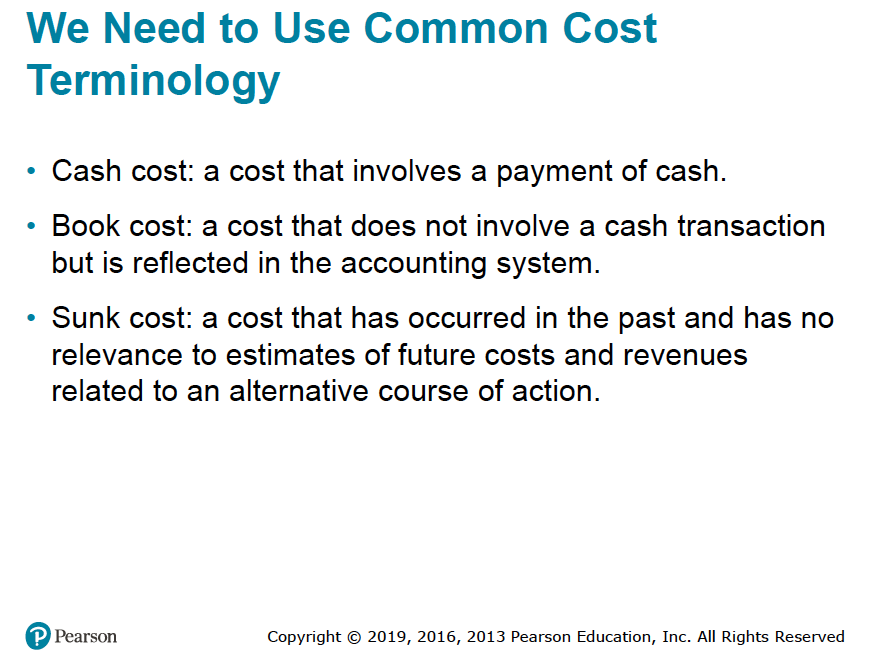 We Need to Use Common Cost
Terminology
• Cash cost: a cost that involves a payment of cash.
• Book cost: a cost that does not involve a cash transaction
but is reflected in the accounting system.
• Sunk cost: a cost that has occurred in the past and has no
relevance to estimates of future costs and revenues
related to an alternative course of action.
Pearson
Copyright © 2019, 2016, 2013 Pearson Education, Inc. All Rights Reserved